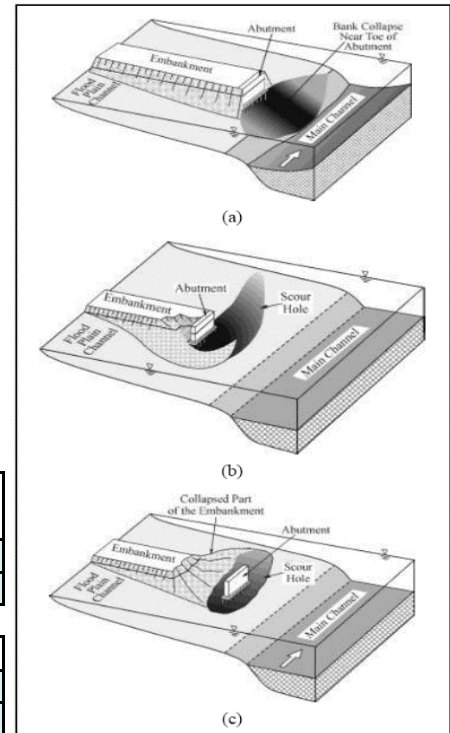 Abutment
Bank Collapse
Near Toe of
Abutment
Embankment
Flood
Plain
Channel
Main Channel
(a)
Abutment
Embankment
Scour
Hole
Flood
Plain
Channel
Main Channel
(b)
Collapsed Part
of the Embankment
Abutment
Embankment
Scour
Hole
Flood
Plain
Channel
Main Channel
(c)